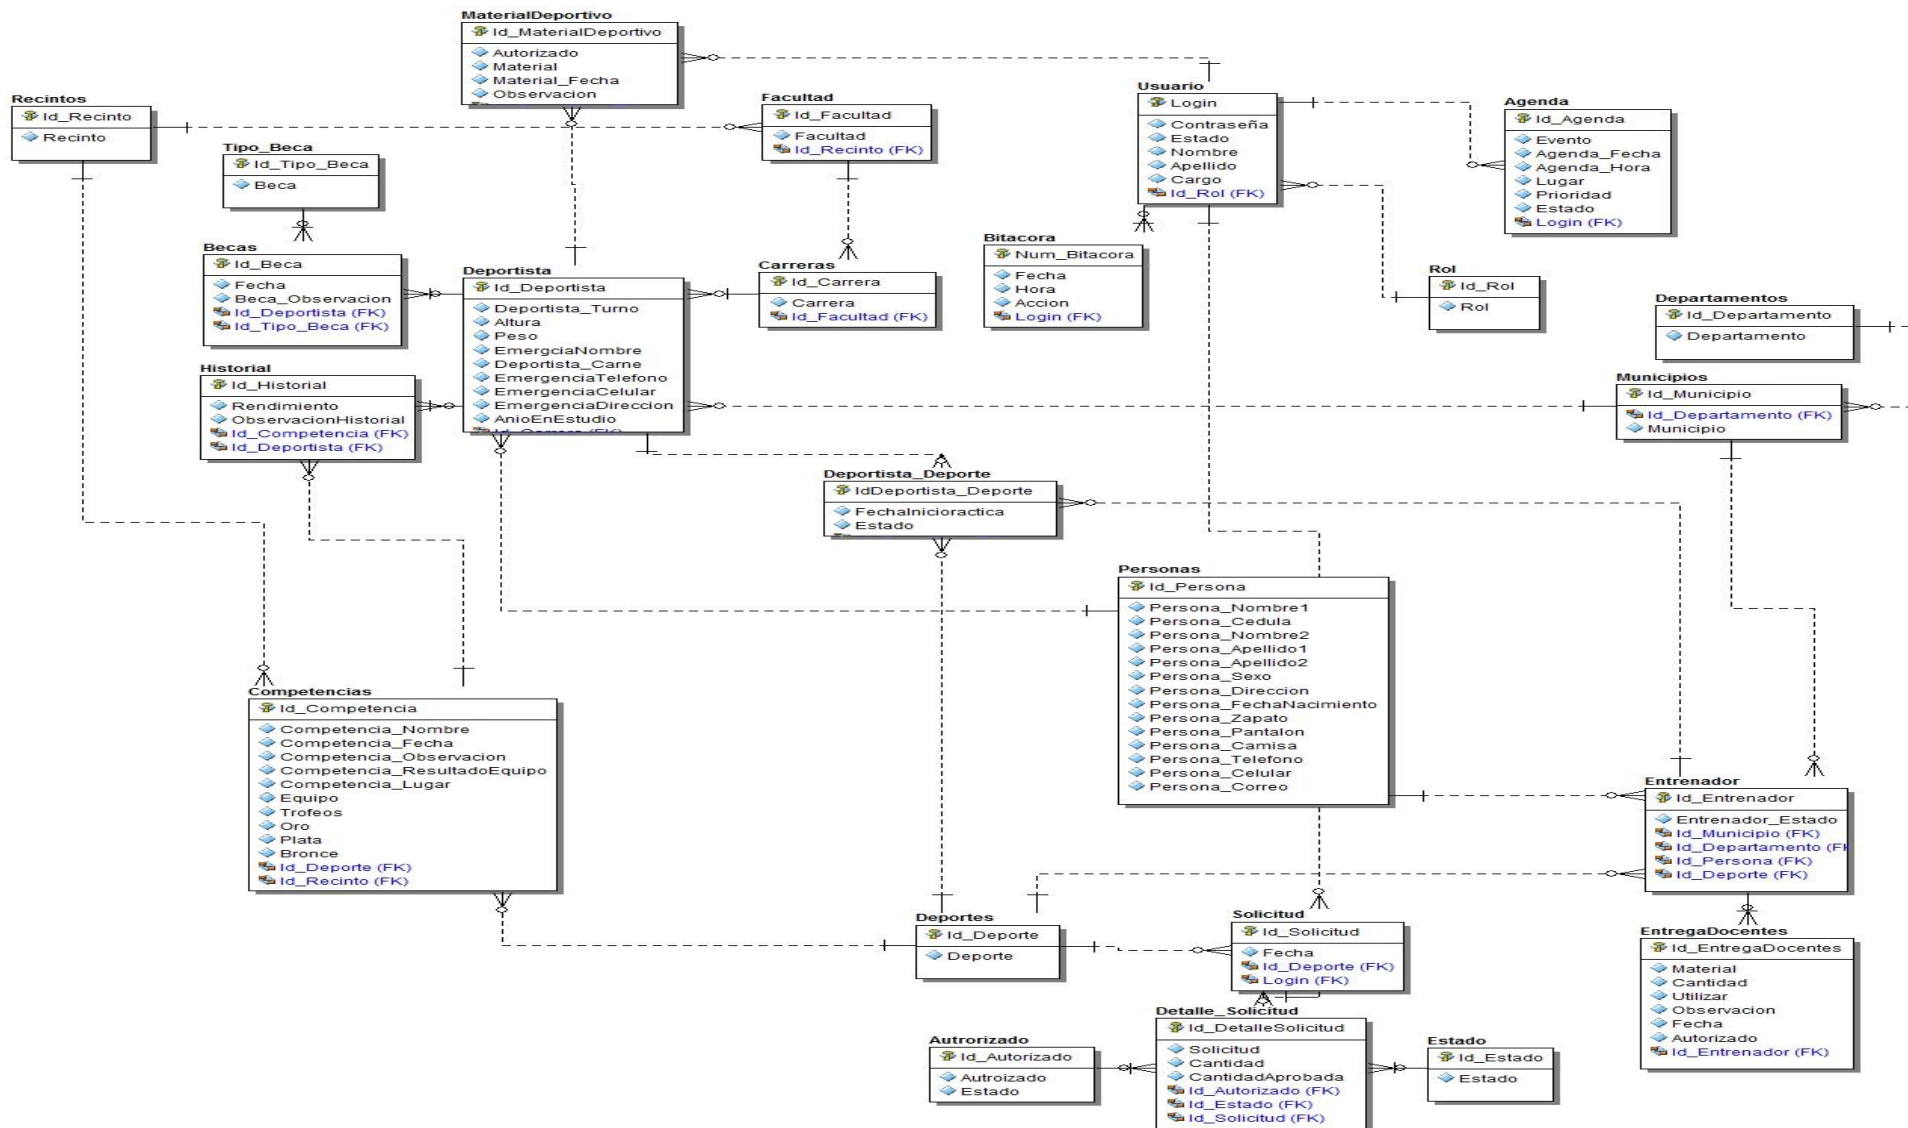 MaterialDeportivo
Id_MaterialDeportivo
Autorizado
Material
Material_Fecha
Observacion
Recintos
Id_Recinto
Recinto
Facultad
Id_Facultad
Facultad
Id_Recinto (FK)
Usuario
Login
Contraseña
Estado
Nombre
Apellido
Cargo
Id_Rol (FK)
Agenda
Id_Agenda
Evento
Agenda_Fecha
Agenda_Hora
Lugar
Prioridad
Estado
Login (FK)
Tipo_Beca
Id_Tipo_Beca
Beca
Becas
Id_Beca
Fecha
Beca_Observacion
Id_Deportista (FK)
Id_Tipo_Beca (FK)
Deportista
Id_Deportista
Deportista_Turno
Altura
Peso
EmergciaNombre
Deportista_Carne
EmergenciaTelefono
EmergenciaCelular
EmergenciaDireccion
AnioEnEstudio
Carreras
Id_Carrera
Carrera
Id_Facultad (FK)
Bitacora
Num_Bitacora
Fecha
Hora
Accion
Login (FK)
Rol
Id_Rol
Rol
Departamentos
Id_Departamento
Departamento
Historial
Id_Historial
Rendimiento
ObservacionHistorial
Id_Competencia (FK)
Id_Deportista (FK)
Municipios
Id_Municipio
Id_Departamento (FK)
Municipio
Deportista_Deporte
IdDeportista_Deporte
FechaInicioractica
Estado
Personas
Id_Persona
Persona_Nombre1
Persona_Cedula
Persona_Nombre2
Persona_Apellido1
Persona_Apellido2
Persona_Sexo
Persona_Direccion
Persona_FechaNacimiento
Persona_Zapato
Persona_Pantalon
Persona_Camisa
Persona_Telefono
Persona_Celular
Persona_Correo
Competencias
Id_Competencia
Competencia_Nombre
Competencia_Fecha
Competencia_Observacion
Competencia_ResultadoEquipo
Competencia_Lugar
Equipo
Trofeos
Oro
Plata
Bronce
Id_Deporte (FK)
Id_Recinto (FK)
Entrenador
Id_Entrenador
Entrenador_Estado
Id_Municipio (FK)
Id_Departamento (FK
Id_Persona (FK)
Id_Deporte (FK)
Deportes
Id_Deporte
Deporte
Solicitud
Id_Solicitud
Fecha
Id_Deporte (FK)
Login (FK)
EntregaDocentes
Id_EntregaDocentes
Material
Cantidad
Utilizar
Observacion
Fecha
Autorizado
Id_Entrenador (FK)
Detalle_Solicitud
Id_DetalleSolicitud
Solicitud
Cantidad
CantidadAprobada
Id_Autorizado (FK)
Id_Estado (FK)
Id_Solicitud (FK)
Autrorizado
Id_Autorizado
Autroizado
Estado
Estado
Id_Estado
Estado